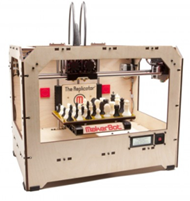 The Replicator
M
MakerBot